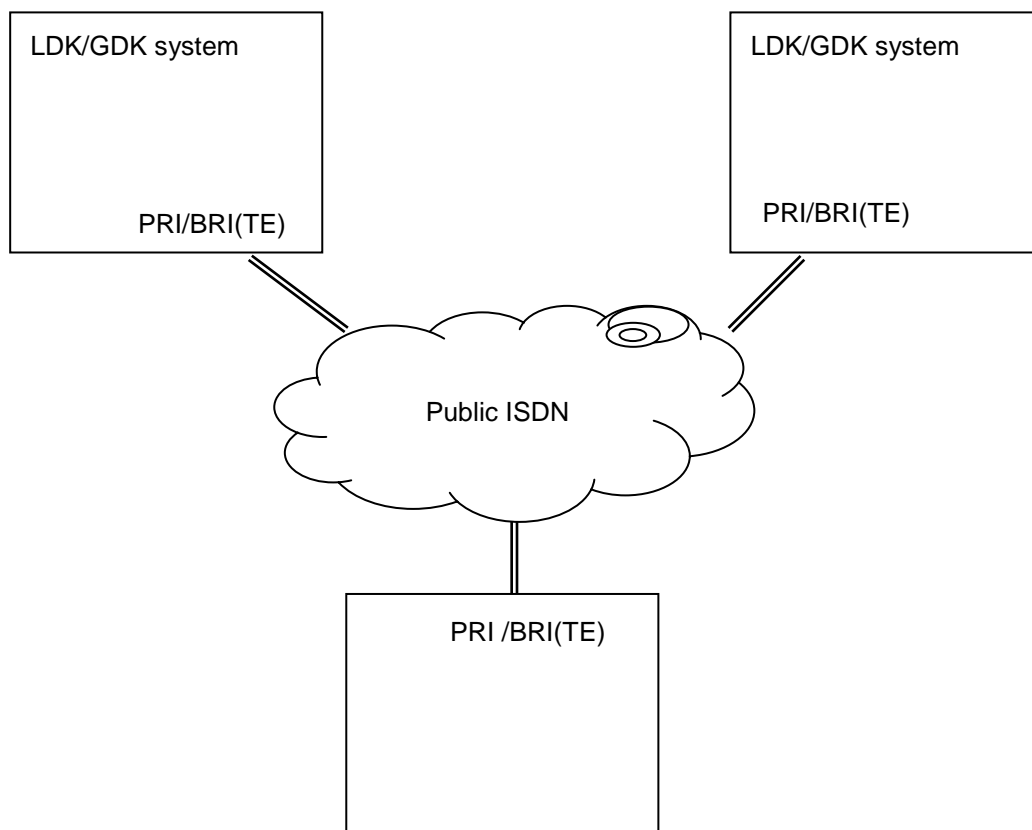 LDK/GDK system
LDK/GDK system
PRI/BRI(TE)
PRI/BRI(TE)
Public ISDN
PRI /BRI(TE)